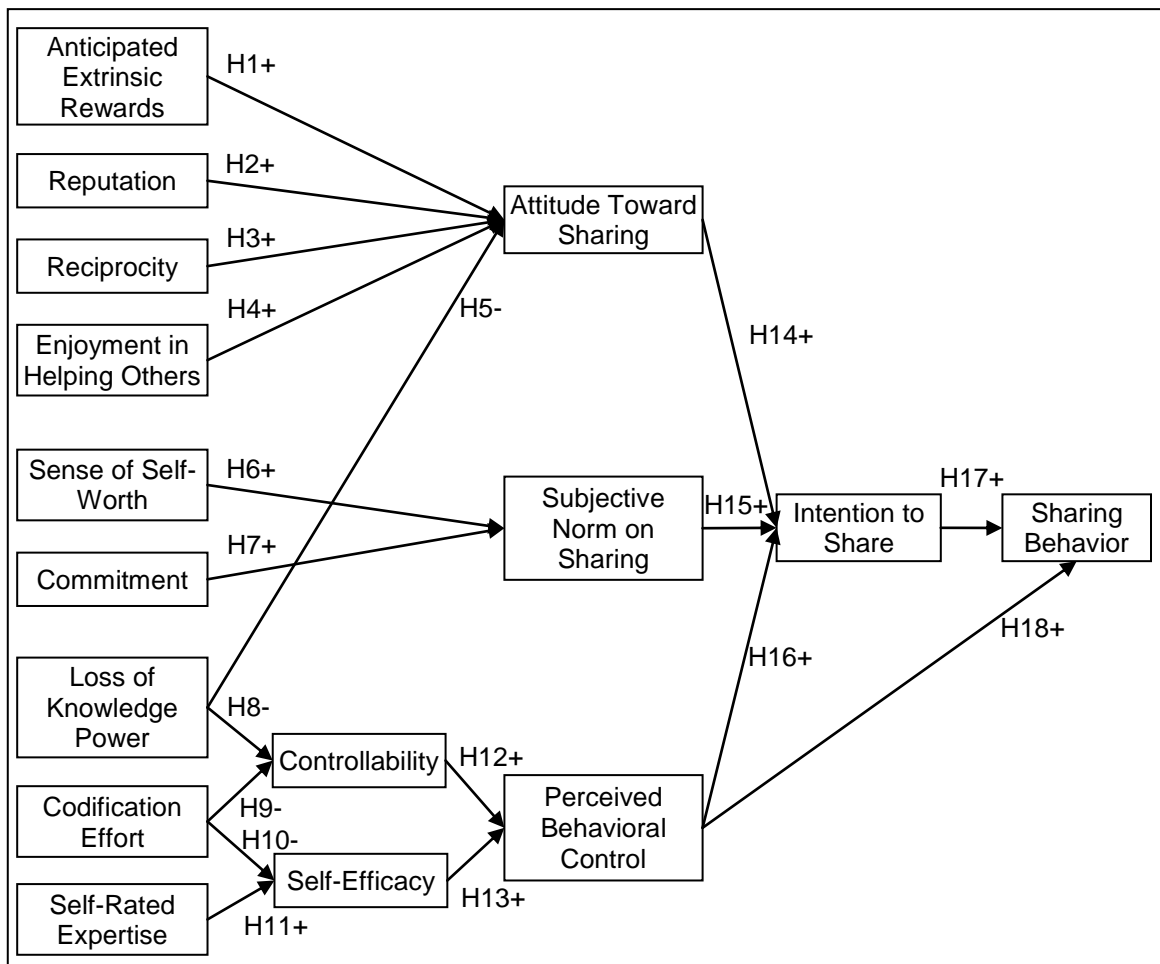 Anticipated
Extrinsic
Rewards
H1+
Reputation
H2+
Reciprocity
H3+
Enjoyment in
Helping Others
H4+
Attitude Toward
Sharing
H5-
H14+
Sense of Self-
Worth
H6+
Commitment
H7+
Subjective
Norm on
Sharing
H15+
Intention to
Share
H17+
Sharing
Behavior
H16+
H18+
Loss of
Knowledge
Power
H8-
Controllability
H12+
Codification
Effort
H9-
H10-
Perceived
Behavioral
Control
Self-Efficacy
H13+
Self-Rated
Expertise
H11+